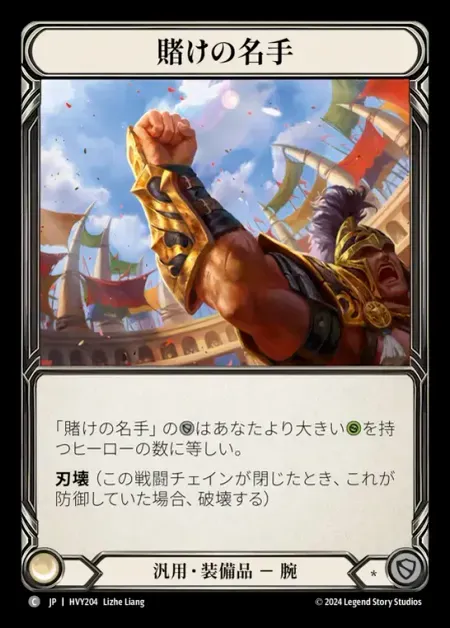 賭けの名手
「賭けの名手」のはあなたより大きいを持
つヒーローの数に等しい。
刃壊（この戦闘チェインが閉じたとき、これが
防御していた場合、破壊する）
汎用・装備品 － 腕
*
C JP | HVY204 Lizhe Liang
© 2024 Legend Story Studios